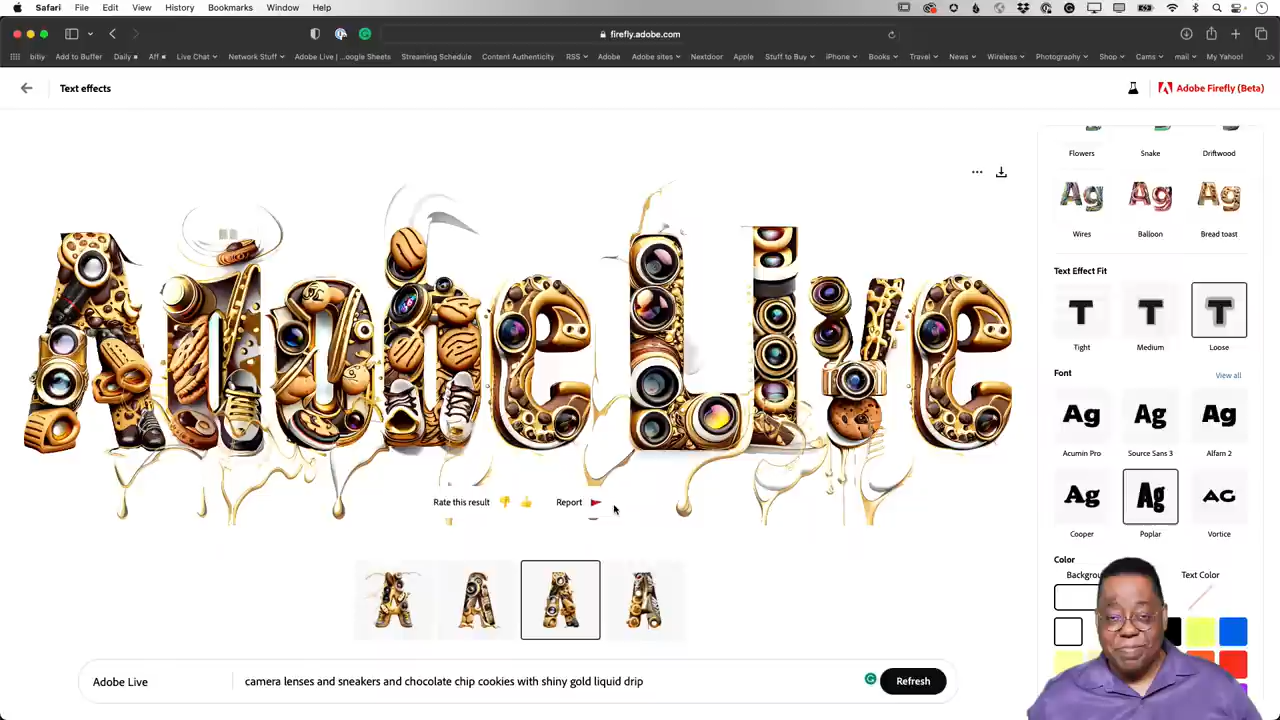 Safari File Edit View History Bookmarks Window Help
firefly.adobe.com
bitly Add to Buffer Daily Aff Live Chat Network Stuff Adobe Live | ...oogle Sheets Streaming Schedule Content Authenticity RSS Adobe Adobe sites Nextdoor Apple Stuff to Buy iPhone Books Travel News Wireless Photography Shop Cams mail My Yahoo!
Text effects
Adobe Firefly (Beta)
Flowers Snake Driftwood
Ag Ag Ag
Wires Balloon Bread toast
Text Effect Fit
T T T
Tight Medium Loose
Font View all
Ag Ag Ag
Acumin Pro Source Sans 3 Alfarn 2
Ag Ag AG
Cooper Poplar Vortice
Color
Text Color
Adobe Live
Rate this result Report
A A A A
Adobe Live camera lenses and sneakers and chocolate chip cookies with shiny gold liquid drip Refresh